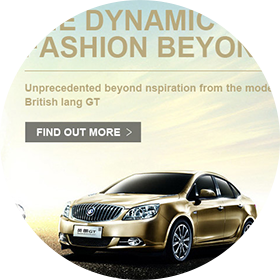 DYNAMIC
FASHION BEYON
Unprecedented beyond nspiration from the mode
British lang GT
FIND OUT MORE >
英朗GT